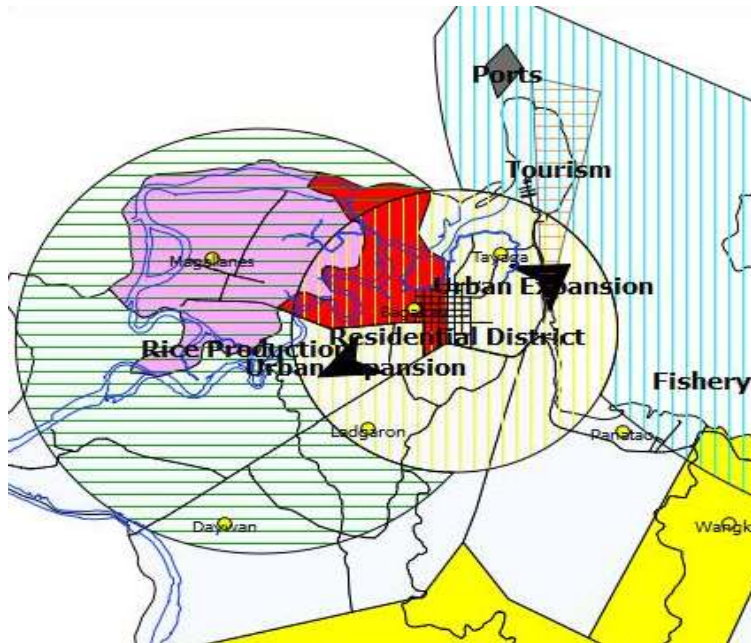 Ports
Tourism
Tayaga
Magallanes
Urban Expansion
Residential District
Rice Production
Urban Expansion
Fishery
Ladgaron
Panatao
Daywan
Wangk